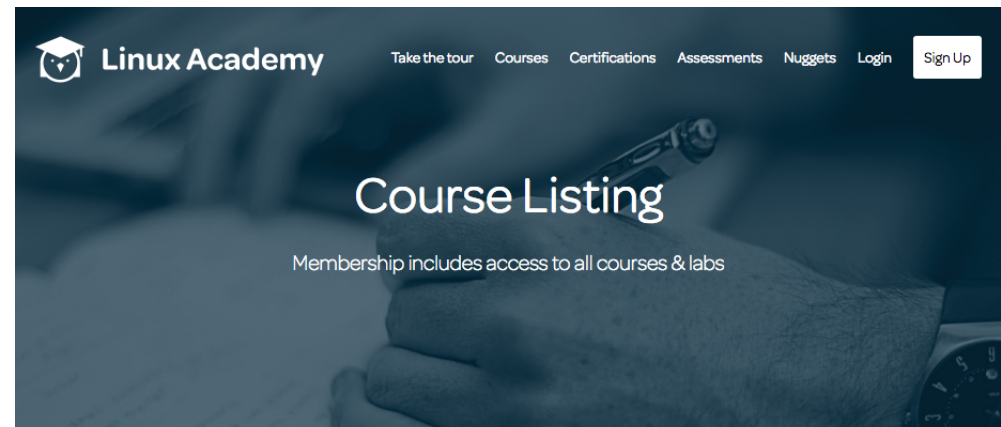 Linux Academy
Take the tour Courses Certifications Assessments Nuggets Login Sign Up
Course Listing
Membership includes access to all courses & labs